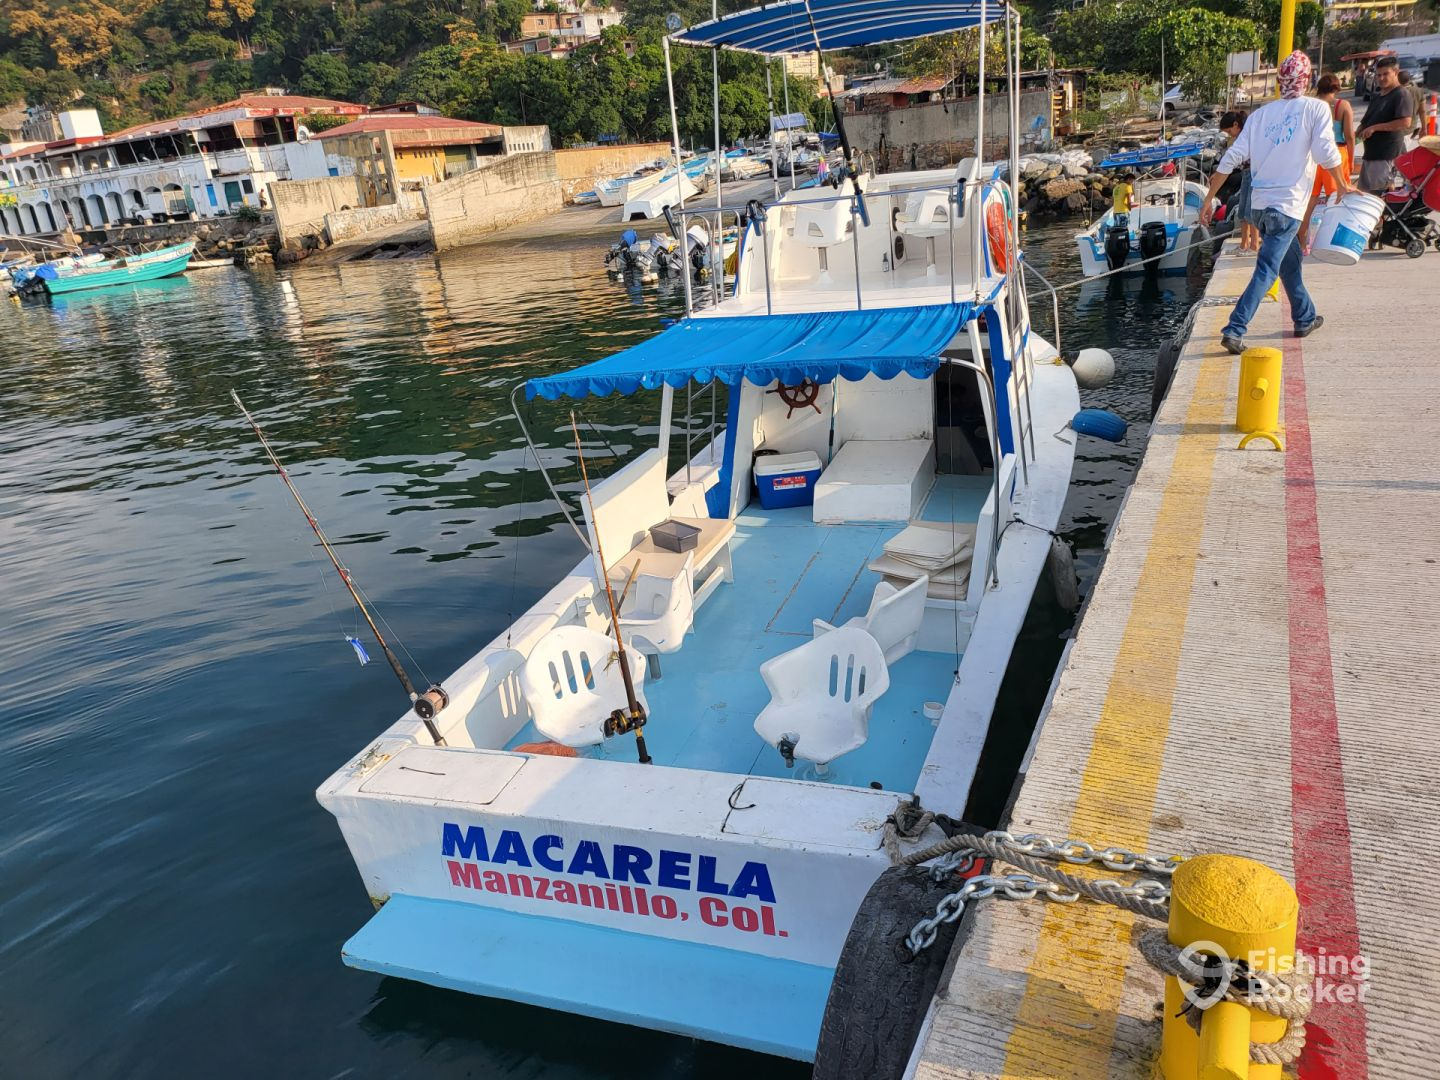 MACARELA
Manzanillo, Col.
Fishing
Booker